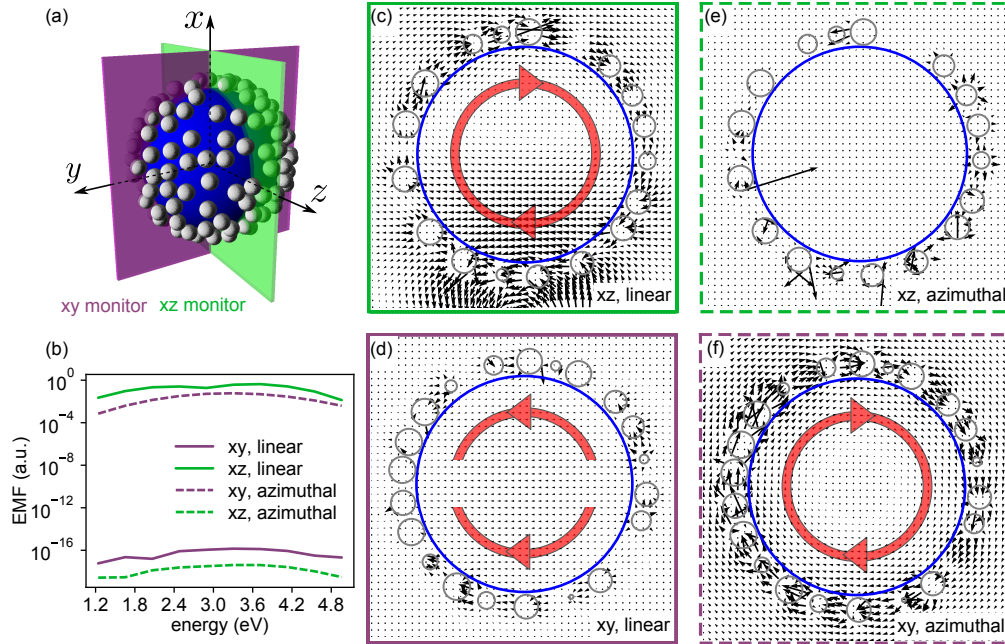 (a)
x
y
z
xy monitor
xz monitor
(b)
10^0
10^-4
10^-8
10^-12
10^-16
EMF (a.u.)
xy, linear
xz, linear
xy, azimuthal
xz, azimuthal
1.2 1.8 2.4 3.0 3.6 4.2 4.8
energy (eV)
(c)
xz, linear
(d)
xy, linear
(e)
xz, azimuthal
(f)
xy, azimuthal